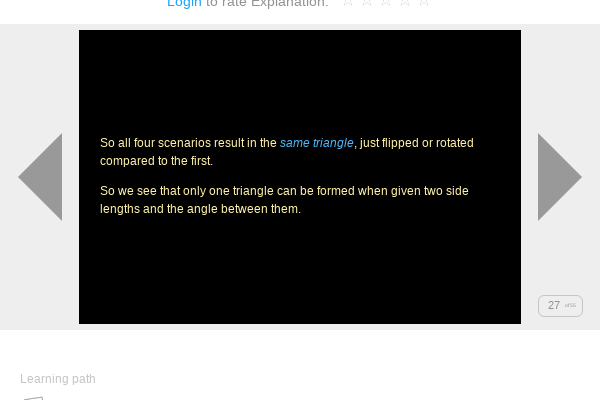 Login to rate Explanation:
So all four scenarios result in the same triangle, just flipped or rotated
compared to the first.
So we see that only one triangle can be formed when given two side
lengths and the angle between them.
27 of 55
Learning path